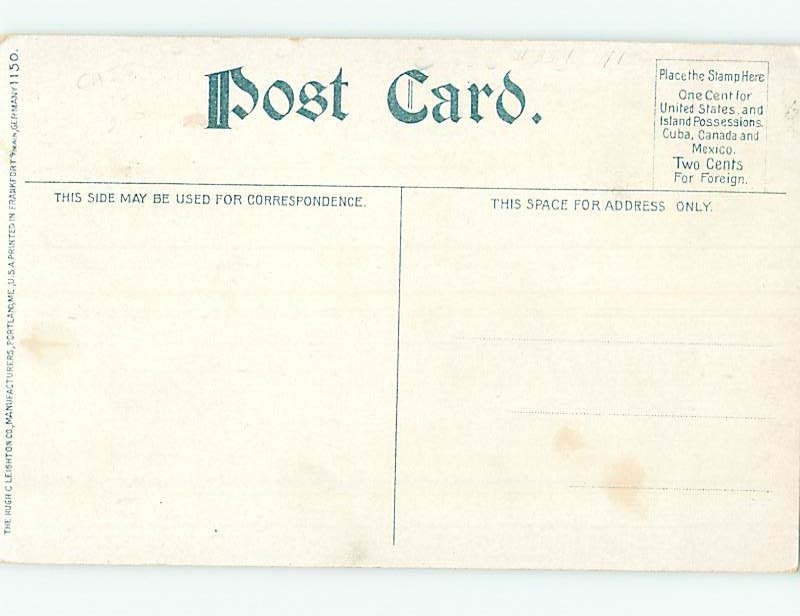 Post Card.
Place the Stamp Here
One Cent for
United States, and
Island Possessions.
Cuba, Canada and
Mexico.
Two Cents
For Foreign.
THIS SIDE MAY BE USED FOR CORRESPONDENCE.
THIS SPACE FOR ADDRESS ONLY.
THE HUGH C LEIGHTON CO., MANUFACTURERS, PORTLAND, ME., U.S.A. PRINTED IN FRANKFORT GERMANY 1150.